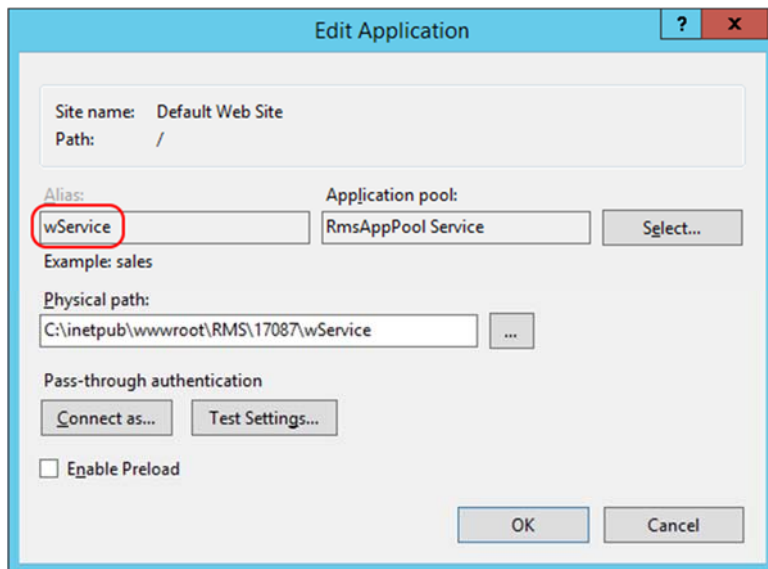 Edit Application
?
x
Site name: Default Web Site
Path: /
Alias: Application pool:
wService RmsAppPool Service Select...
Example: sales
Physical path:
C:\inetpub\wwwroot\RMS\17087\wService ...
Pass-through authentication
Connect as... Test Settings...
Enable Preload
OK Cancel